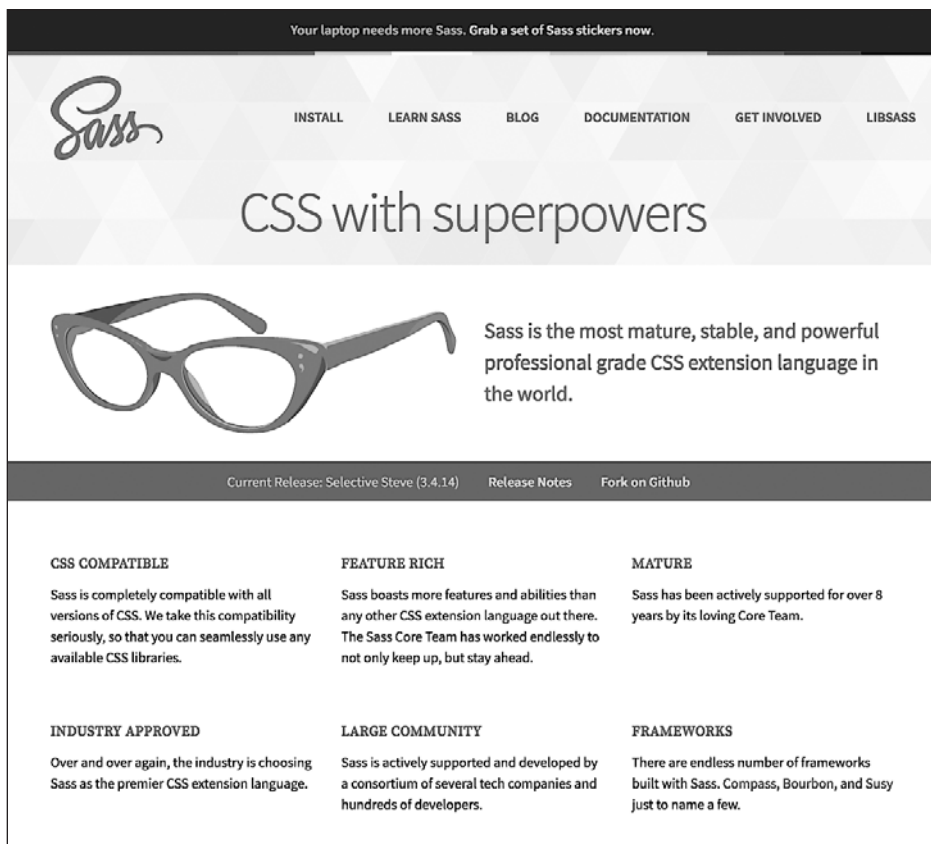 Your laptop needs more Sass. Grab a set of Sass stickers now.
Sass
INSTALL LEARN SASS BLOG DOCUMENTATION GET INVOLVED LIBSASS
CSS with superpowers
Sass is the most mature, stable, and powerful
professional grade CSS extension language in
the world.
Current Release: Selective Steve (3.4.14) Release Notes Fork on Github
CSS COMPATIBLE
Sass is completely compatible with all
versions of CSS. We take this compatibility
seriously, so that you can seamlessly use any
available CSS libraries.
FEATURE RICH
Sass boasts more features and abilities than
any other CSS extension language out there.
The Sass Core Team has worked endlessly to
not only keep up, but stay ahead.
MATURE
Sass has been actively supported for over 8
years by its loving Core Team.
INDUSTRY APPROVED
Over and over again, the industry is choosing
Sass as the premier CSS extension language.
LARGE COMMUNITY
Sass is actively supported and developed by
a consortium of several tech companies and
hundreds of developers.
FRAMEWORKS
There are endless number of frameworks
built with Sass. Compass, Bourbon, and Susy
just to name a few.